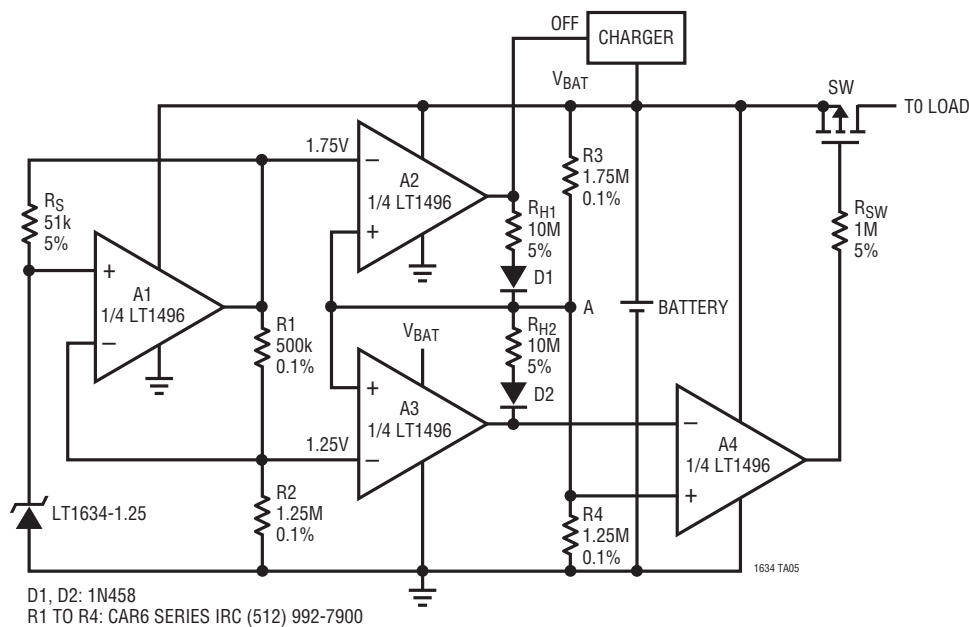 OFF
CHARGER
VBAT
SW
TO LOAD
1.75V
A2
1/4 LT1496
R3
1.75M
0.1%
RS
51k
5%
RH1
10M
5%
RSW
1M
5%
A1
1/4 LT1496
D1
A
BATTERY
R1
500k
0.1%
VBAT
RH2
10M
5%
D2
A3
1/4 LT1496
1.25V
A4
1/4 LT1496
LT1634-1.25
R2
1.25M
0.1%
R4
1.25M
0.1%
1634 TA05
D1, D2: 1N458
R1 TO R4: CAR6 SERIES IRC (512) 992-7900